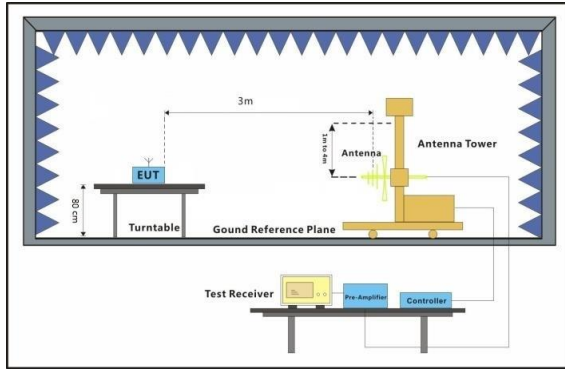 3m
1m to 4m
Antenna
Antenna Tower
EUT
80 cm
Turntable
Gound Reference Plane
Test Receiver
Pre-Amplifier
Controller